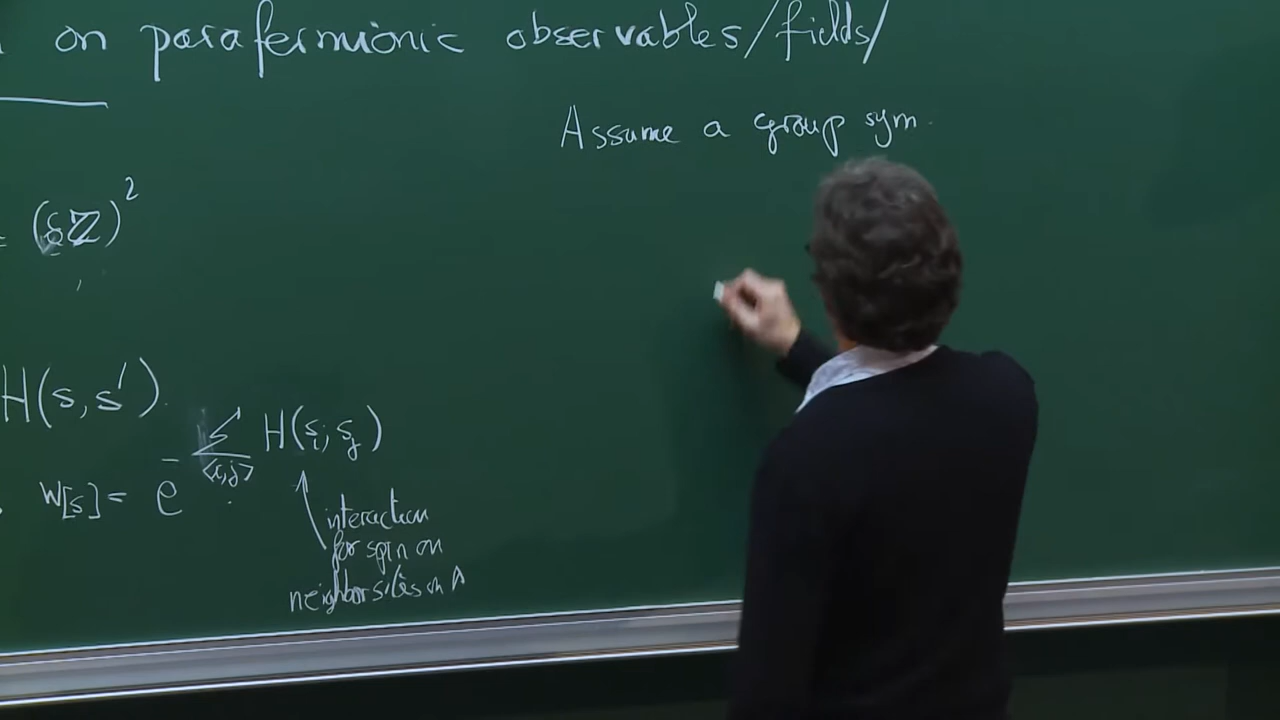 on parafermionic observables/fields/
Assume a group sym.
= (δℤ)²
H(s,s').
W[s] = e^{-∑_{<i,j>} H(s_i, s_j)}
interaction
for spin on
neighbor sites on Λ